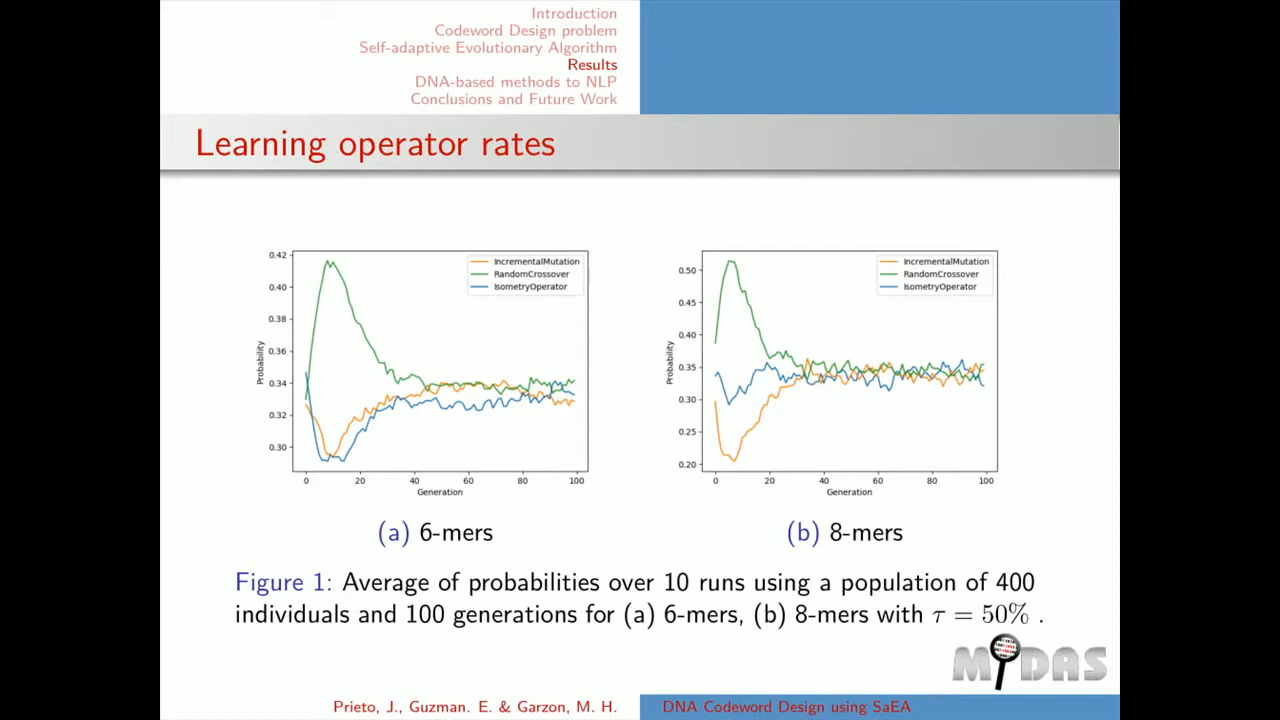 Introduction
Codeword Design problem
Self-adaptive Evolutionary Algorithm
Results
DNA-based methods to NLP
Conclusions and Future Work
Learning operator rates
0.42
0.40
0.38
0.36
0.34
0.32
0.30
Probability
IncrementalMutation
RandomCrossover
IsometryOperator
0 20 40 60 80 100
Generation
0.50
0.45
0.40
0.35
0.30
0.25
0.20
Probability
IncrementalMutation
RandomCrossover
IsometryOperator
0 20 40 60 80 100
Generation
(a) 6-mers
(b) 8-mers
Figure 1: Average of probabilities over 10 runs using a population of 400
individuals and 100 generations for (a) 6-mers, (b) 8-mers with τ = 50% .
MIDAS
Prieto, J., Guzman. E. & Garzon, M. H.
DNA Codeword Design using SaEA